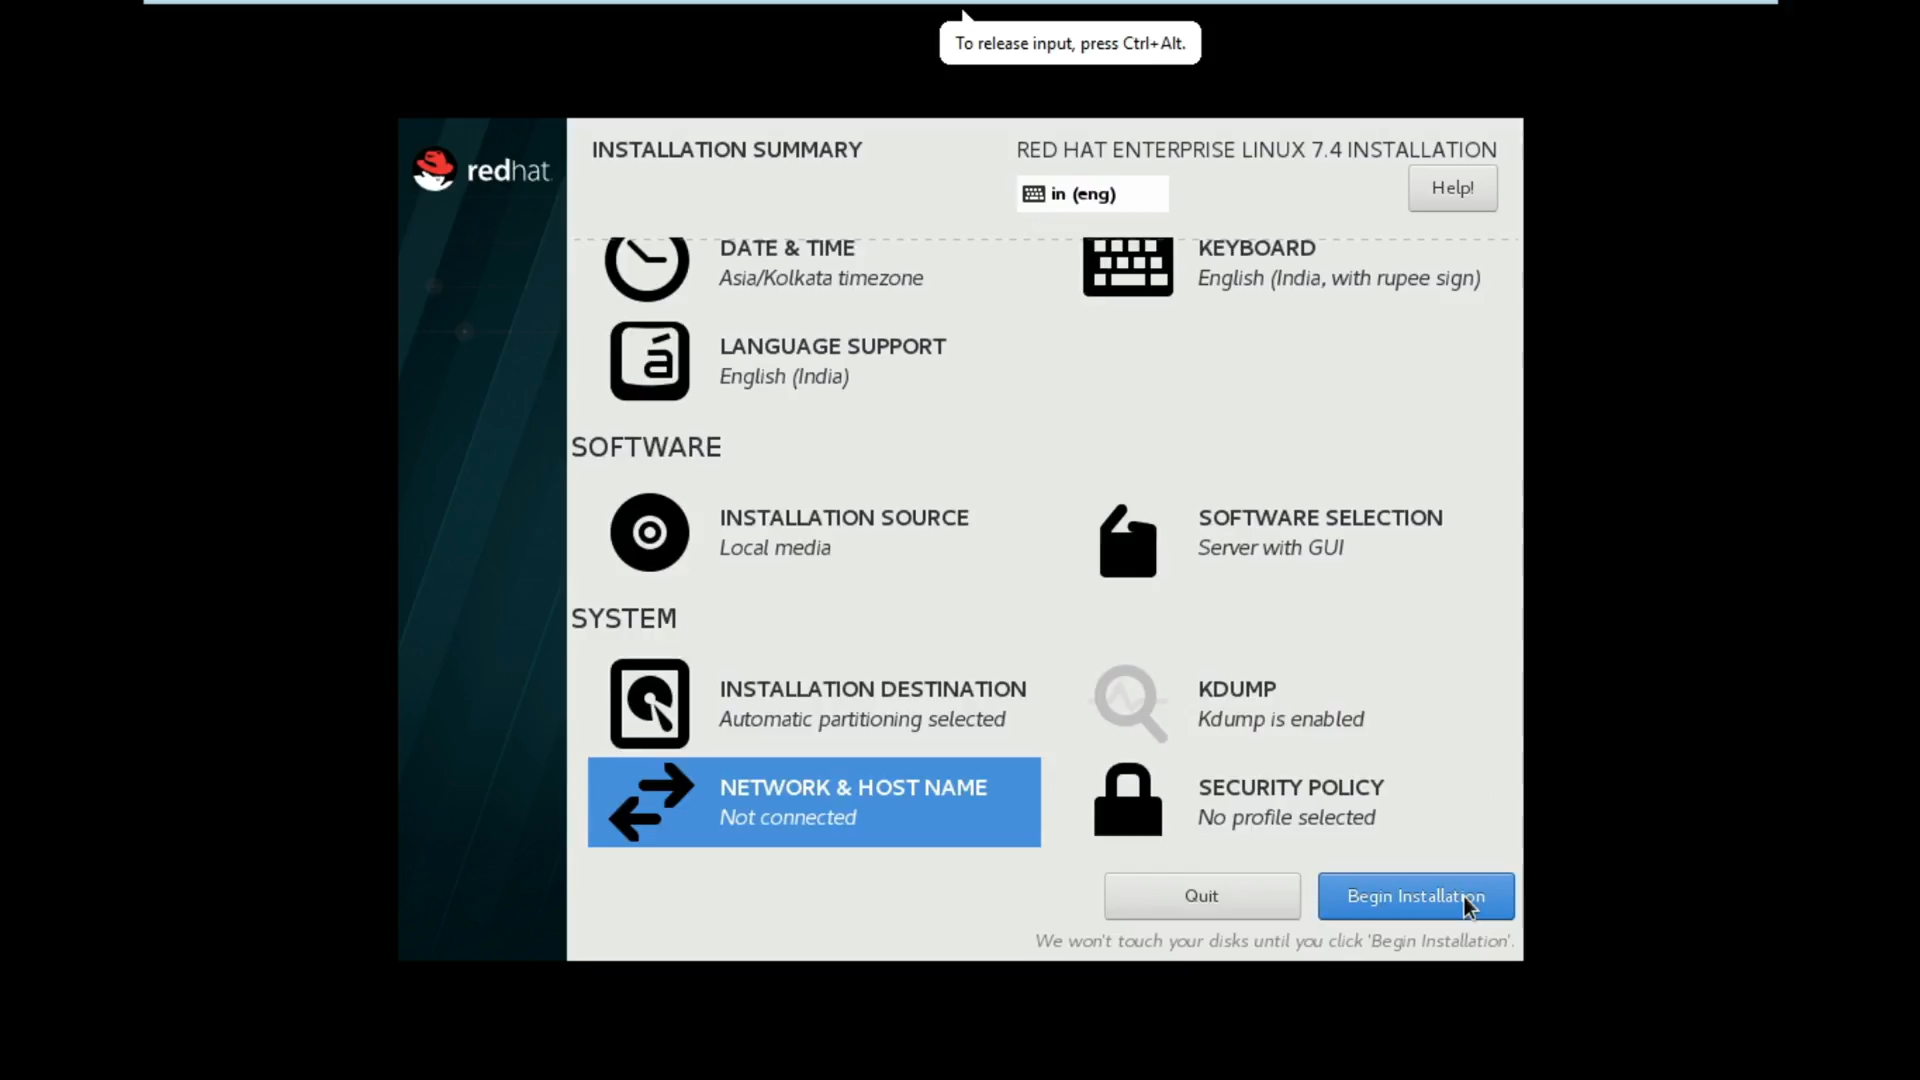 To release input, press Ctrl+Alt.
redhat.
INSTALLATION SUMMARY
RED HAT ENTERPRISE LINUX 7.4 INSTALLATION
in (eng)
Help!
DATE & TIME
Asia/Kolkata timezone
KEYBOARD
English (India, with rupee sign)
LANGUAGE SUPPORT
English (India)
SOFTWARE
INSTALLATION SOURCE
Local media
SOFTWARE SELECTION
Server with GUI
SYSTEM
INSTALLATION DESTINATION
Automatic partitioning selected
KDUMP
Kdump is enabled
NETWORK & HOST NAME
Not connected
SECURITY POLICY
No profile selected
Quit
Begin Installation
We won't touch your disks until you click 'Begin Installation'.